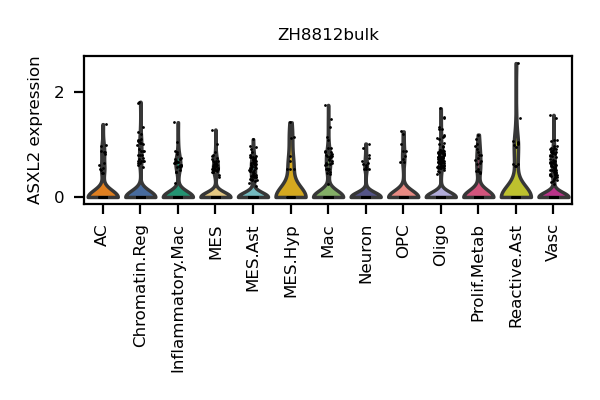 ZH8812bulk
ASXL2 expression
2
0
AC
Chromatin.Reg
Inflammatory.Mac
MES
MES.Ast
MES.Hyp
Mac
Neuron
OPC
Oligo
Prolif.Metab
Reactive.Ast
Vasc